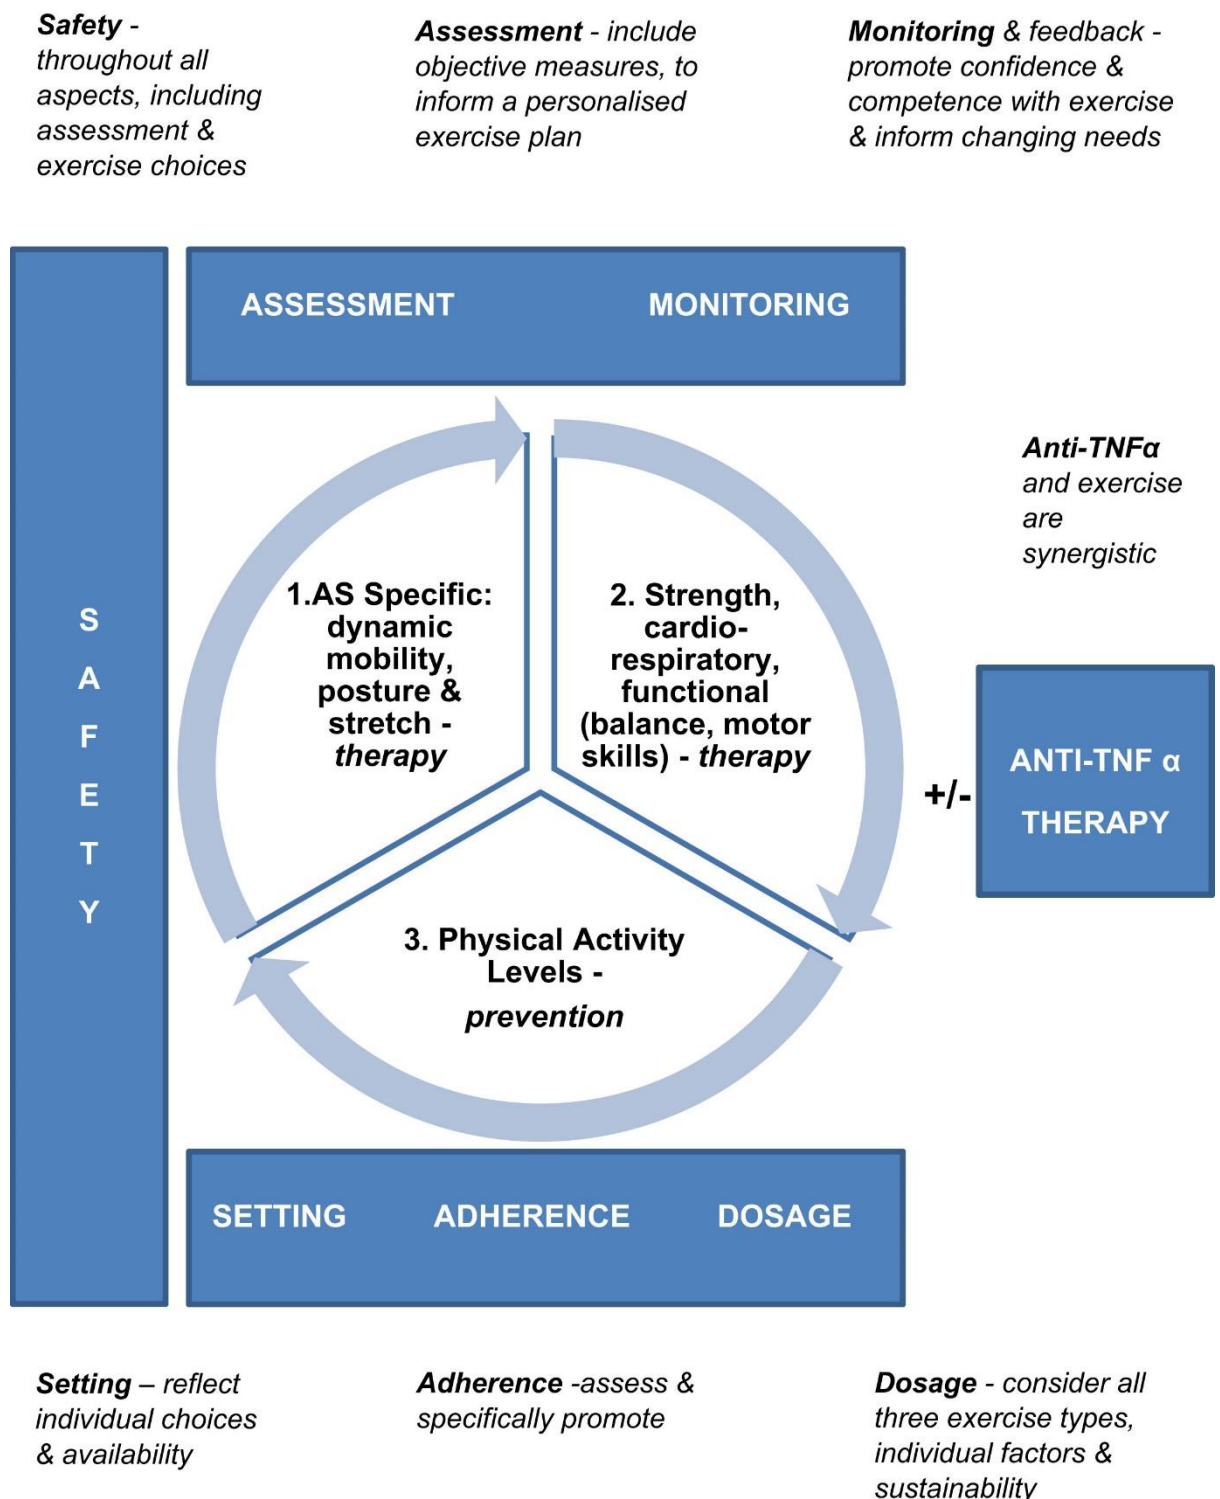 Safety -
throughout all
aspects, including
assessment &
exercise choices
Assessment - include
objective measures, to
inform a personalised
exercise plan
Monitoring & feedback -
promote confidence &
competence with exercise
& inform changing needs
ASSESSMENT
MONITORING
S
A
F
E
T
Y
1.AS Specific:
dynamic
mobility,
posture &
stretch -
therapy
2. Strength,
cardio-
respiratory,
functional
(balance, motor
skills) - therapy
3. Physical Activity
Levels -
prevention
Anti-TNFα
and exercise
are
synergistic
+/-
ANTI-TNF α
THERAPY
SETTING
ADHERENCE
DOSAGE
Setting – reflect
individual choices
& availability
Adherence -assess &
specifically promote
Dosage - consider all
three exercise types,
individual factors &
sustainability